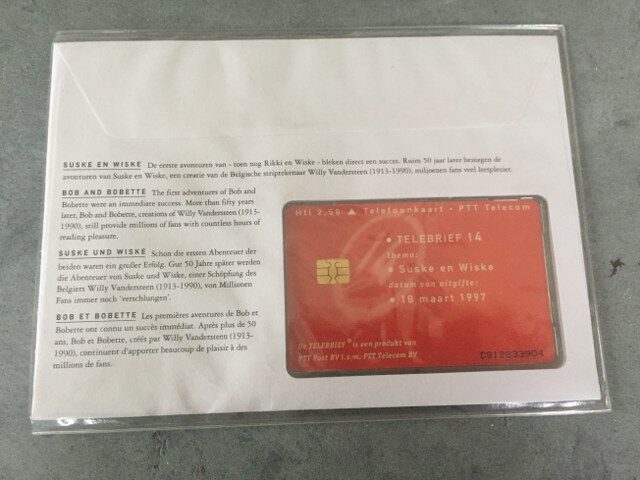 SUSKE EN WISKE De eerste avonturen van - toen nog Rikki en Wiske - bleken direct een succes. Ruim 50 jaar later bezorgen de
avonturen van Suske en Wiske, een creatie van de Belgische striptekenaar Willy Vandersteen (1913-1990), miljoenen fans veel leesplezier.
BOB AND BOBETTE The first adventures of Bob and
Bobette were an immediate success. More than fifty years
later, Bob and Bobette, creations of Willy Vandersteen (1913-
1990), still provide millions of fans with countless hours of
reading pleasure.
SUSKE UND WISKE Schon die ersten Abenteuer der
beiden waren ein großer Erfolg. Gut 50 Jahre später werden
die Abenteuer von Suske und Wiske, einer Schöpfung des
Belgiers Willy Vandersteen (1913-1990), von Millionen
Fans immer noch 'verschlungen'.
BOB ET BOBETTE Les premières aventures de Bob et
Bobette ont connu un succès immédiat. Après plus de 50
ans, Bob et Bobette, créés par Willy Vandersteen (1913-
1990), continuent d'apporter beaucoup de plaisir à des
millions de fans.
Hfl 2,50 ▲ Telefoonkaart • PTT Telecom
• TELEBRIEF 14
thema:
• Suske en Wiske
datum van uitgifte:
• 18 maart 1997
De TELEBRIEF® is een produkt van
PTT Post BV i.s.m. PTT Telecom BV
C812833904